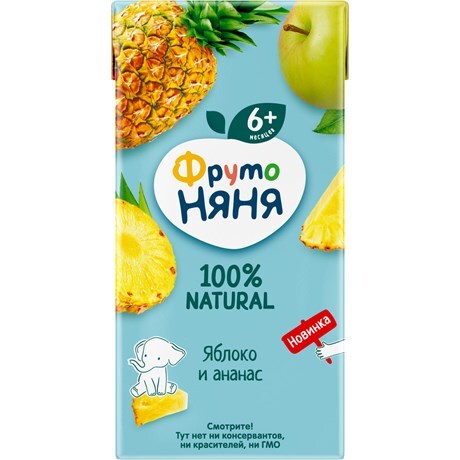 6+
месяцев
Фруто
НЯНЯ
100%
NATURAL
Новинка
Яблоко
и ананас
Смотрите!
Тут нет ни консервантов,
ни красителей, ни ГМО